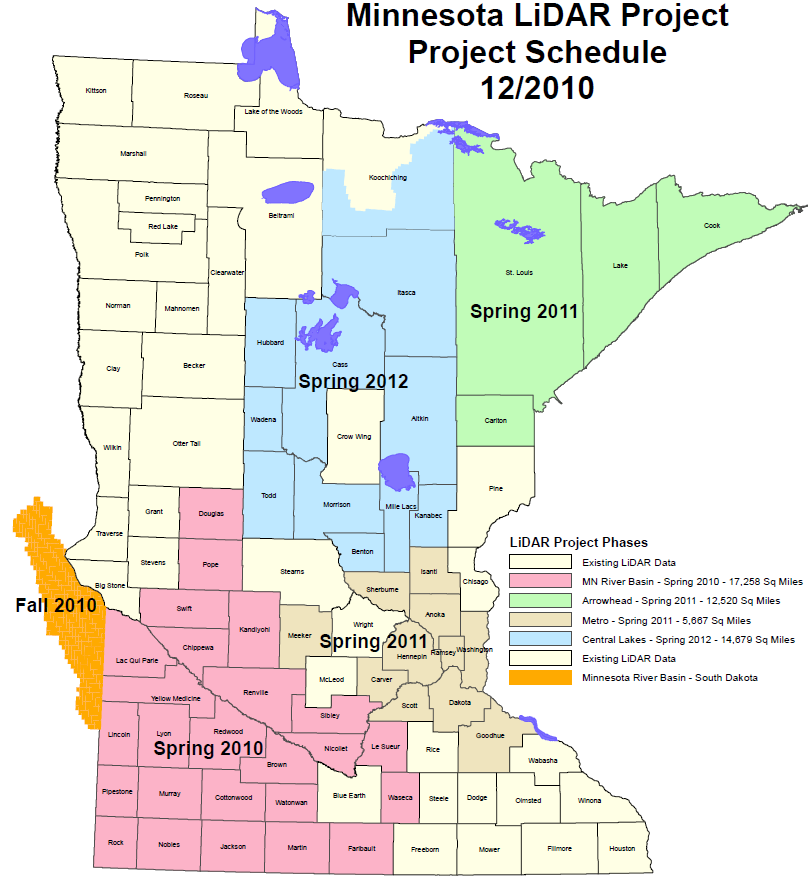 Minnesota LiDAR Project
Project Schedule
12/2010
Kittson
Roseau
Lake of the Woods
Marshall
Koochiching
Pennington
Beltrami
Red Lake
Polk
Clearwater
Cook
Lake
St. Louis
Itasca
Norman
Mahnomen
Spring 2011
Hubbard
Cass
Clay
Becker
Spring 2012
Wadena
Aitkin
Carlton
Crow Wing
Wilkin
Otter Tail
Pine
Todd
Morrison
Mille Lacs
Kanabec
Grant
Douglas
Traverse
Benton
Stevens
Pope
Stearns
Isanti
Chisago
Big Stone
Sherburne
Fall 2010
Swift
Kandiyohi
Meeker
Wright
Anoka
Spring 2011
Chippewa
Hennepin
Ramsey
Washington
Lac Qui Parle
McLeod
Carver
Renville
Yellow Medicine
Scott
Dakota
Sibley
Lincoln
Lyon
Redwood
Spring 2010
Nicollet
Le Sueur
Rice
Goodhue
Wabasha
Brown
Pipestone
Murray
Cottonwood
Watonwan
Blue Earth
Waseca
Steele
Dodge
Olmsted
Winona
Rock
Nobles
Jackson
Martin
Faribault
Freeborn
Mower
Fillmore
Houston
LiDAR Project Phases
Existing LiDAR Data
MN River Basin - Spring 2010 - 17,258 Sq Miles
Arrowhead - Spring 2011 - 12,520 Sq Miles
Metro - Spring 2011 - 5,667 Sq Miles
Central Lakes - Spring 2012 - 14,679 Sq Miles
Existing LiDAR Data
Minnesota River Basin - South Dakota